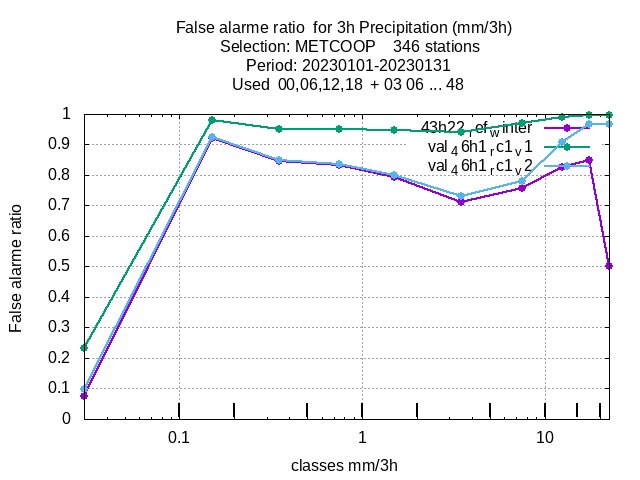 False alarme ratio  for 3h Precipitation (mm/3h)
Selection: METCOOP    346 stations
Period: 20230101-20230131
Used  00,06,12,18  + 03 06 ... 48
1
0.9
0.8
0.7
0.6
0.5
0.4
0.3
0.2
0.1
0
False alarme ratio
43h22_ref_winter
val_46h1_rc1_v1
val_46h1_rc1_v2
0.1
1
10
classes mm/3h